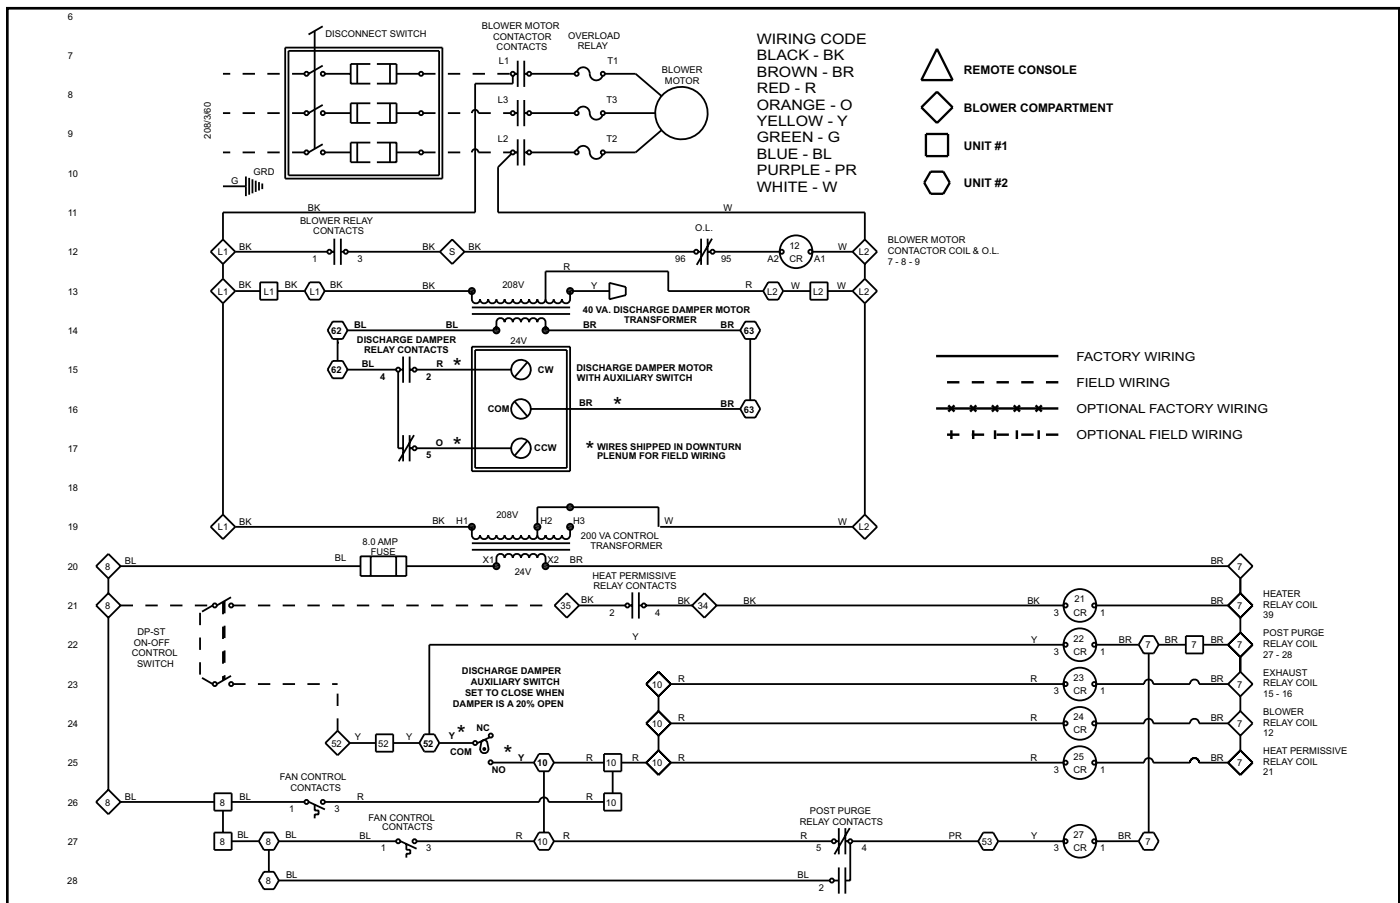 6
DISCONNECT SWITCH
BLOWER MOTOR
CONTACTOR
CONTACTS
OVERLOAD
RELAY
WIRING CODE
BLACK - BK
BROWN - BR
RED - R
ORANGE - O
YELLOW - Y
GREEN - G
BLUE - BL
PURPLE - PR
WHITE - W
REMOTE CONSOLE
BLOWER COMPARTMENT
UNIT #1
UNIT #2
7
L1
T1
BLOWER
MOTOR
8
L3
T3
208/3/60
9
L2
T2
10
G
GRD
11
BK
W
BLOWER RELAY
CONTACTS
O.L.
12
L1 BK 1 3 BK S BK 96 95 A2 12 CR A1 W L2
BLOWER MOTOR
CONTACTOR COIL & O.L.
7 - 8 - 9
13
L1 BK L1 BK L1 BK BK 208V R Y R L2 W L2 W L2
40 VA. DISCHARGE DAMPER MOTOR
TRANSFORMER
14
62 BL BL 24V BR BR 63
DISCHARGE DAMPER
RELAY CONTACTS
15
62 BL 4 R 2 * CW
DISCHARGE DAMPER MOTOR
WITH AUXILIARY SWITCH
FACTORY WIRING
FIELD WIRING
OPTIONAL FACTORY WIRING
OPTIONAL FIELD WIRING
16
COM BR * BR 63
17
5 O * CCW
* WIRES SHIPPED IN DOWNTURN
PLENUM FOR FIELD WIRING
18
19
L1 BK BK H1 208V H2 H3 W W L2
200 VA CONTROL
TRANSFORMER
8.0 AMP
FUSE
20
8 BL BL X1 24V X2 BR BR 7
HEAT PERMISSIVE
RELAY CONTACTS
21
8 35 BK 2 4 BK 34 BK BK 3 21 CR 1 BR 7
HEATER
RELAY COIL
39
DP-ST
ON-OFF
CONTROL
SWITCH
22
Y Y 3 22 CR 1 BR 7 BR 7 BR 7
POST PURGE
RELAY COIL
27 - 28
DISCHARGE DAMPER
AUXILIARY SWITCH
SET TO CLOSE WHEN
DAMPER IS A 20% OPEN
23
10 R R 3 23 CR 1 BR 7
EXHAUST
RELAY COIL
15 - 16
24
52 Y 52 Y 52 Y * COM NC
10 R R 24 CR BR 7
BLOWER
RELAY COIL
12
25
NO * Y 10 R 10 R 10 R R 3 25 CR 1 BR 7
HEAT PERMISSIVE
RELAY COIL
21
FAN CONTROL
CONTACTS
26
8 BL 8 BL 1 3 R R 10
FAN CONTROL
CONTACTS
POST PURGE
RELAY CONTACTS
27
8 BL 8 BL BL 1 3 R 10 R R 5 4 PR 53 Y 3 27 CR 1 BR 7
28
8 BL BL 2